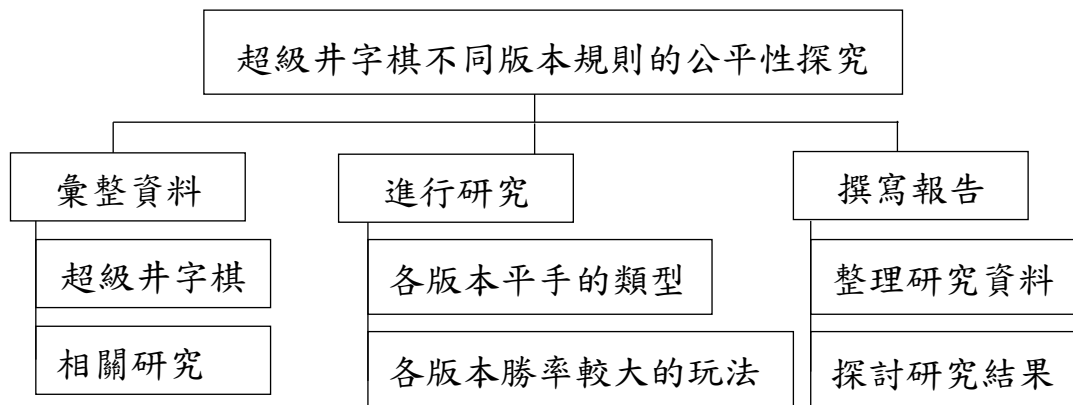 超級井字棋不同版本規則的公平性探究
彙整資料
超級井字棋
相關研究
進行研究
各版本平手的類型
各版本勝率較大的玩法
撰寫報告
整理研究資料
探討研究結果